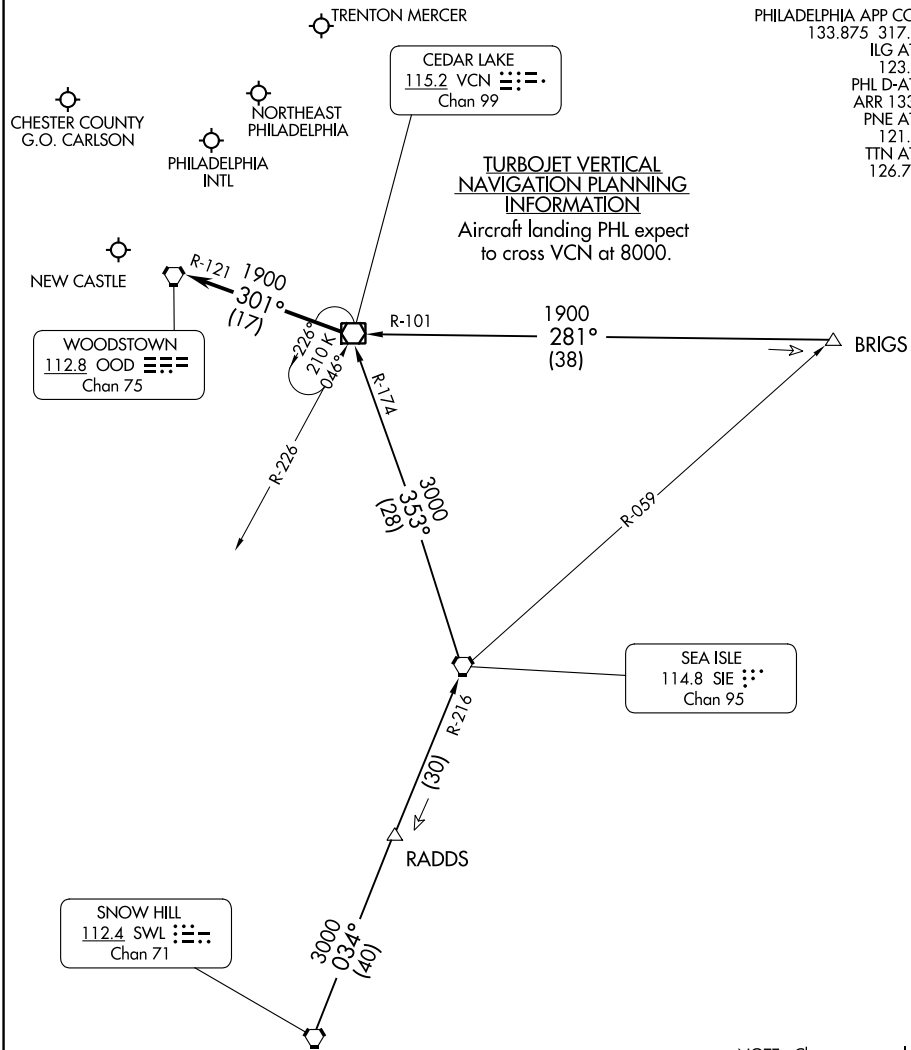 TRENTON MERCER
PHILADELPHIA APP CO
133.875 317.
ILG A
123.
PHL D-A
ARR 133
PNE A
121.
TTN A
126.7
CEDAR LAKE
115.2 VCN
Chan 99
CHESTER COUNTY
G.O. CARLSON
NORTHEAST
PHILADELPHIA
PHILADELPHIA
INTL
TURBOJET VERTICAL
NAVIGATION PLANNING
INFORMATION
Aircraft landing PHL expect
to cross VCN at 8000.
NEW CASTLE
R-121
1900
301°
(17)
WOODSTOWN
112.8 OOD
Chan 75
226°
210 K
046°
R-226
R-101
1900
281°
(38)
BRIGS
R-174
3000
353°
(28)
R-059
SEA ISLE
114.8 SIE
Chan 95
R-216
(30)
RADDS
SNOW HILL
112.4 SWL
Chan 71
3000
034°
(40)